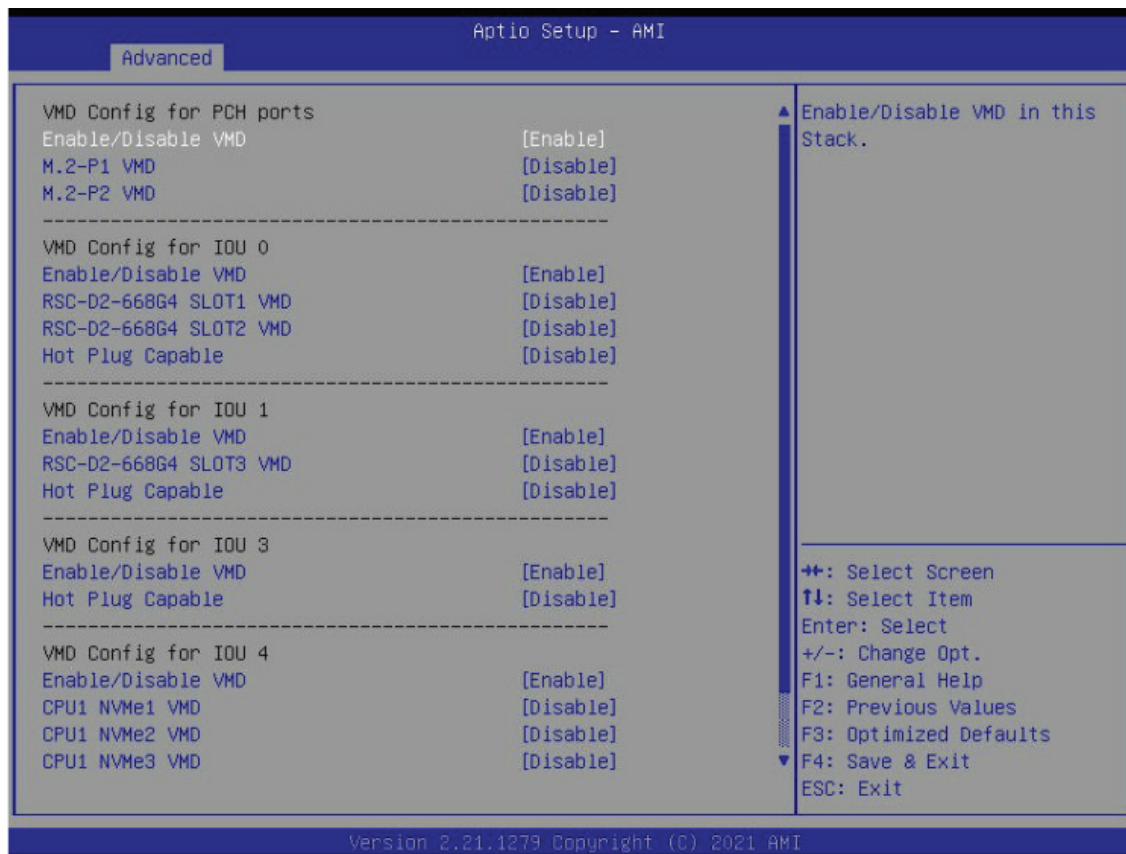 Aptio Setup - AMI
Advanced
VMD Config for PCH ports
Enable/Disable VMD [Enable]
M.2-P1 VMD [Disable]
M.2-P2 VMD [Disable]
--------------------------------------------------
VMD Config for IOU 0
Enable/Disable VMD [Enable]
RSC-D2-668G4 SLOT1 VMD [Disable]
RSC-D2-668G4 SLOT2 VMD [Disable]
Hot Plug Capable [Disable]
--------------------------------------------------
VMD Config for IOU 1
Enable/Disable VMD [Enable]
RSC-D2-668G4 SLOT3 VMD [Disable]
Hot Plug Capable [Disable]
--------------------------------------------------
VMD Config for IOU 3
Enable/Disable VMD [Enable]
Hot Plug Capable [Disable]
--------------------------------------------------
VMD Config for IOU 4
Enable/Disable VMD [Enable]
CPU1 NVMe1 VMD [Disable]
CPU1 NVMe2 VMD [Disable]
CPU1 NVMe3 VMD [Disable]
Enable/Disable VMD in this
Stack.
→←: Select Screen
↑↓: Select Item
Enter: Select
+/-: Change Opt.
F1: General Help
F2: Previous Values
F3: Optimized Defaults
F4: Save & Exit
ESC: Exit
Version 2.21.1279 Copyright (C) 2021 AMI